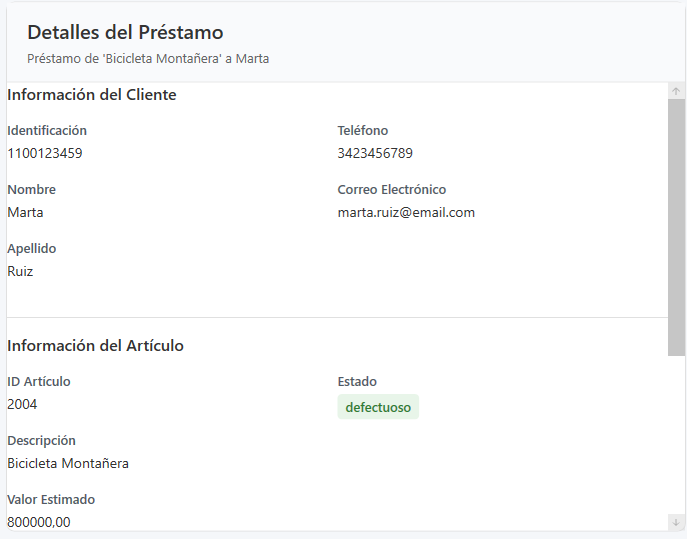 Detalles del Préstamo
Préstamo de 'Bicicleta Montañera' a Marta
Información del Cliente
Identificación
1100123459
Teléfono
3423456789
Nombre
Marta
Correo Electrónico
marta.ruiz@email.com
Apellido
Ruiz
Información del Artículo
ID Artículo
2004
Estado
defectuoso
Descripción
Bicicleta Montañera
Valor Estimado
800000,00